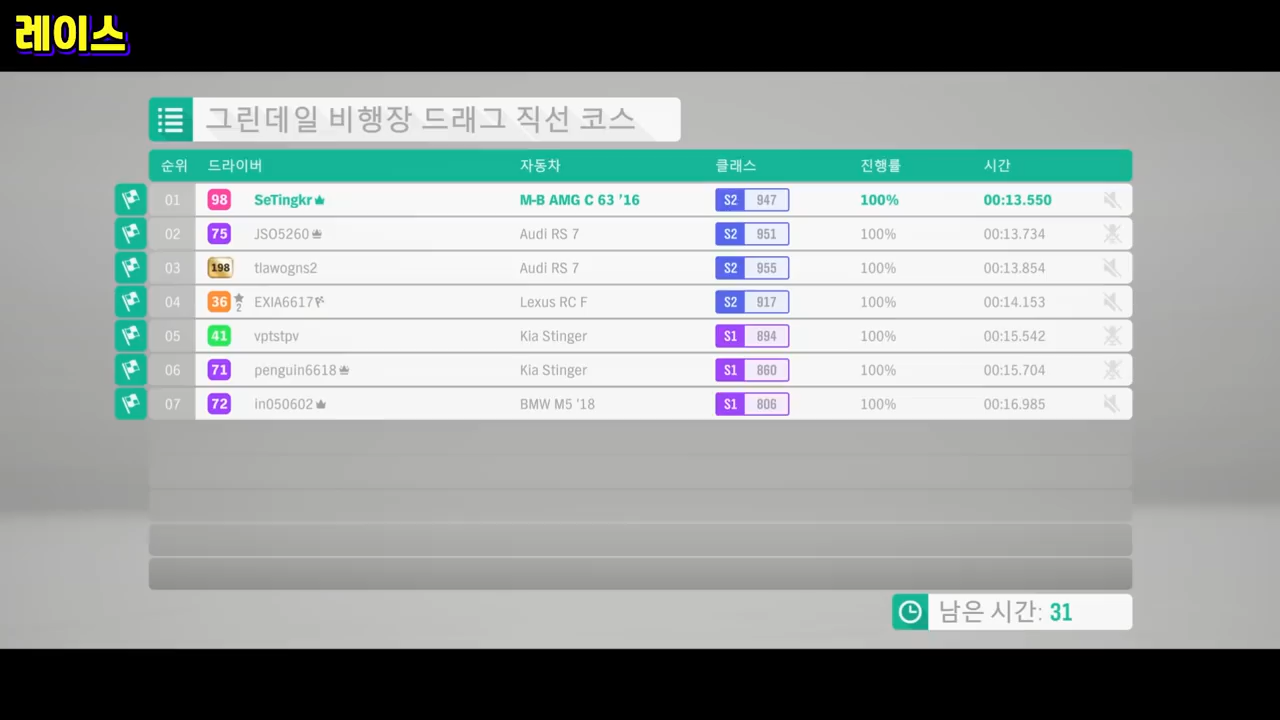 레이스
그린데일 비행장 드래그 직선 코스
순위 드라이버 자동차 클래스 진행률 시간
01 98 SeTingkr M-B AMG C 63 '16 S2 947 100% 00:13.550
02 75 JSO5260 Audi RS 7 S2 951 100% 00:13.734
03 198 tlawogns2 Audi RS 7 S2 955 100% 00:13.854
04 36 2 EXIA6617 Lexus RC F S2 917 100% 00:14.153
05 41 vptstpv Kia Stinger S1 894 100% 00:15.542
06 71 penguin6618 Kia Stinger S1 860 100% 00:15.704
07 72 in050602 BMW M5 '18 S1 806 100% 00:16.985
남은 시간: 31